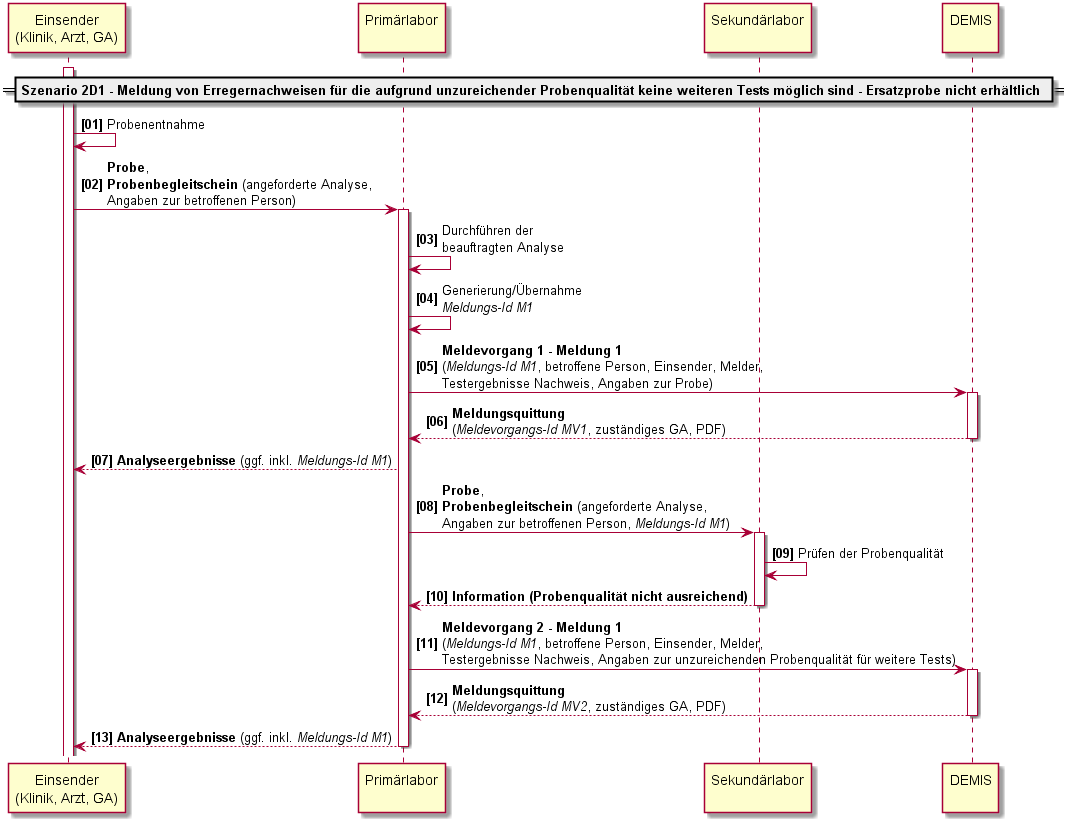 Einsender
(Klinik, Arzt, GA)
Primärlabor
Sekundärlabor
DEMIS
Szenario 2D1 - Meldung von Erregernachweisen für die aufgrund unzureichender Probenqualität keine weiteren Tests möglich sind - Ersatzprobe nicht erhältlich
[01] Probenentnahme
Probe,
[02] Probenbegleitschein (angeforderte Analyse,
Angaben zur betroffenen Person)
Durchführen der
[03]
beauftragten Analyse
Generierung/Übernahme
[04]
Meldungs-Id M1
Meldevorgang 1 - Meldung 1
[05] (Meldungs-Id M1, betroffene Person, Einsender, Melder,
Testergebnisse Nachweis, Angaben zur Probe)
Meldungsquittung
[06]
(Meldevorgangs-Id MV1, zuständiges GA, PDF)
[07] Analyseergebnisse (ggf. inkl. Meldungs-Id M1)
Probe,
[08] Probenbegleitschein (angeforderte Analyse,
Angaben zur betroffenen Person, Meldungs-Id M1)
[09] Prüfen der Probenqualität
[10] Information (Probenqualität nicht ausreichend)
Meldevorgang 2 - Meldung 1
[11] (Meldungs-Id M1, betroffene Person, Einsender, Melder,
Testergebnisse Nachweis, Angaben zur unzureichenden Probenqualität für weitere Tests)
Meldungsquittung
[12]
(Meldevorgangs-Id MV2, zuständiges GA, PDF)
[13] Analyseergebnisse (ggf. inkl. Meldungs-Id M1)
Einsender
(Klinik, Arzt, GA)
Primärlabor
Sekundärlabor
DEMIS